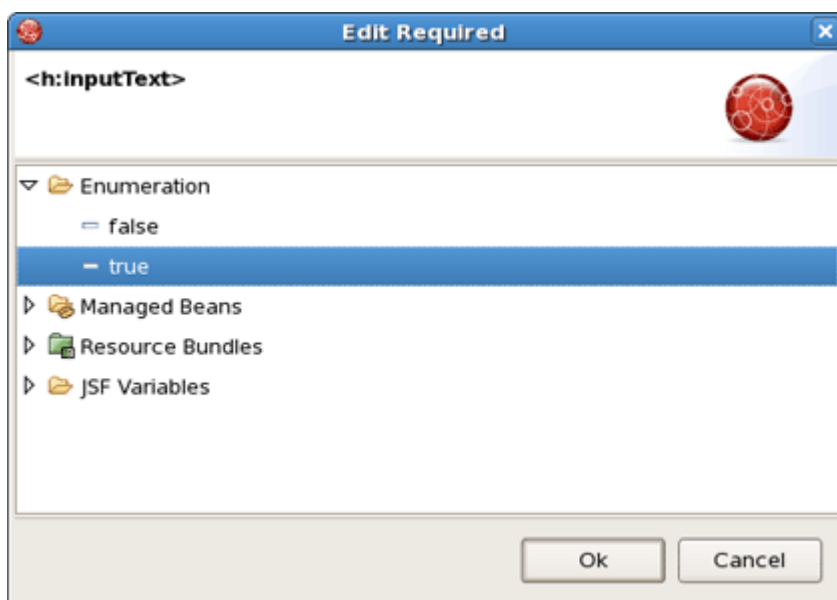 Edit Required
<h:inputText>
Enumeration
false
true
Managed Beans
Resource Bundles
JSF Variables
Ok
Cancel